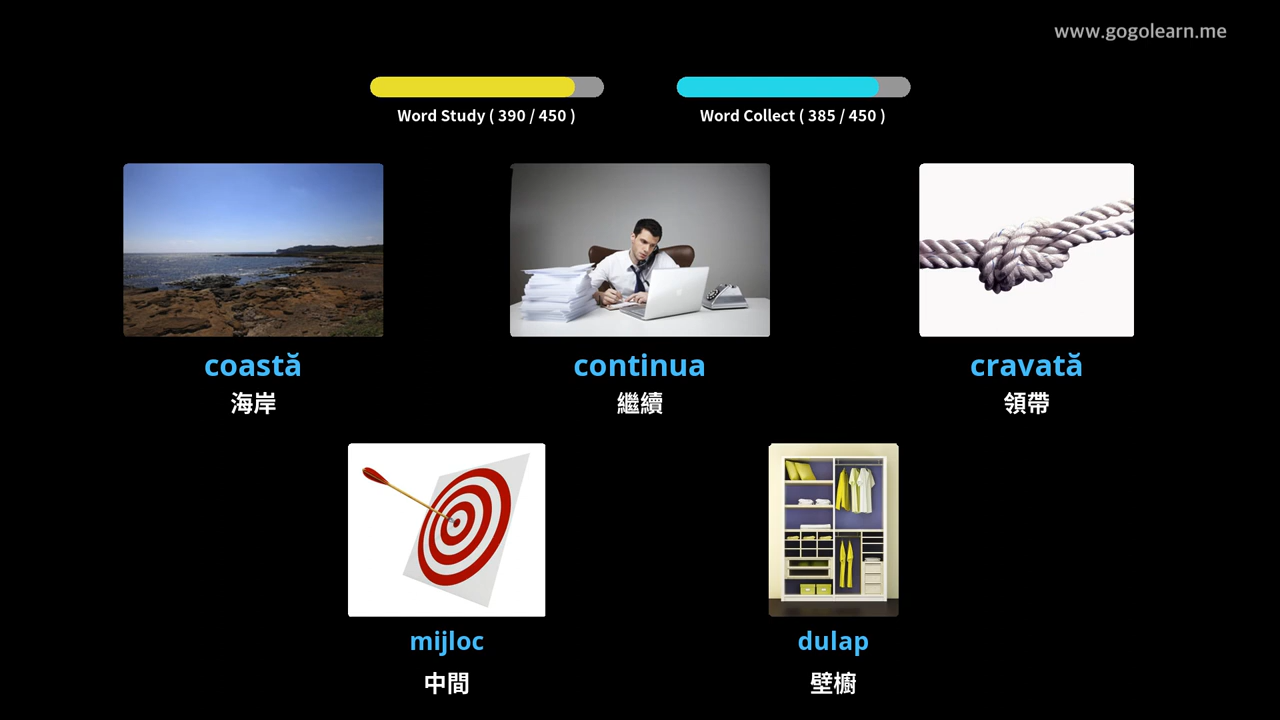 www.gogolearn.me
Word Study ( 390 / 450 )
Word Collect ( 385 / 450 )
coastă
海岸
continua
繼續
cravată
領帶
mijloc
中間
dulap
壁櫥